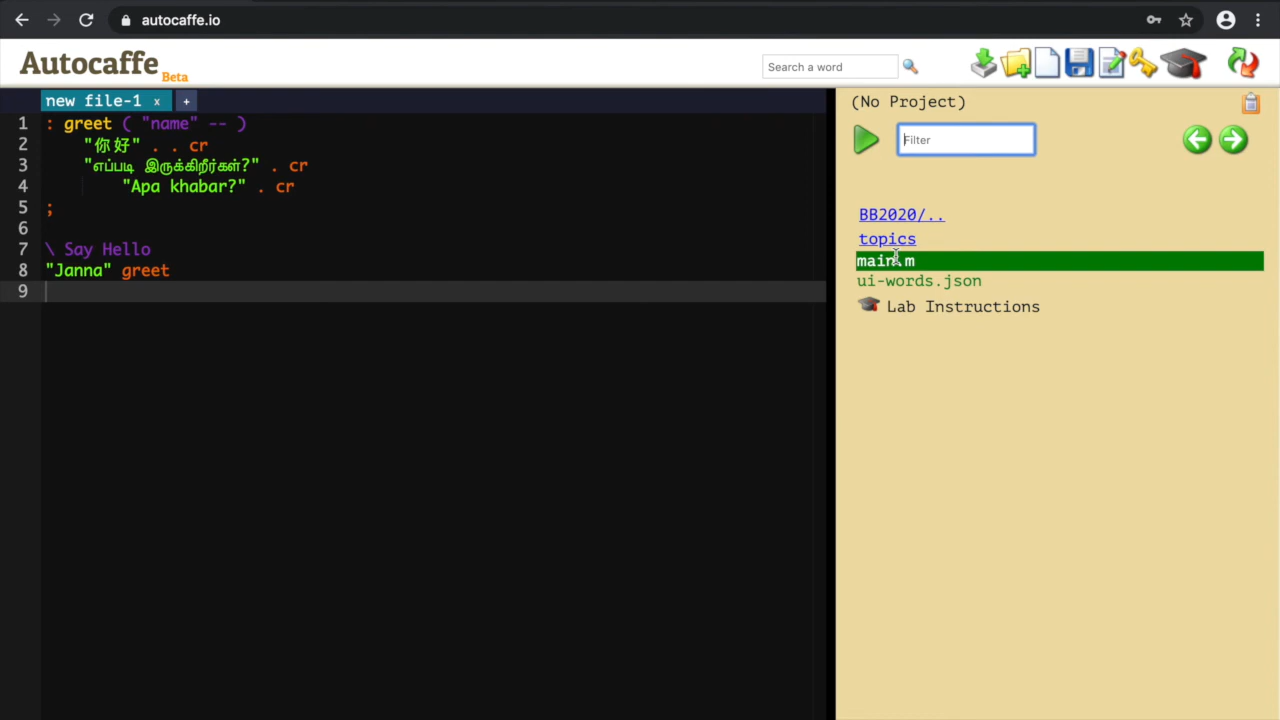 autocaffe.io
Autocaffe Beta
Search a word
new file-1 x +
(No Project)
Filter
1 : greet ( "name" -- )
2 "你好" . . cr
3 "எப்படி இருக்கிறீர்கள்?" . cr
4 "Apa khabar?" . cr
5 ;
6
7 \ Say Hello
8 "Janna" greet
9
BB2020/..
topics
main.m
ui-words.json
Lab Instructions